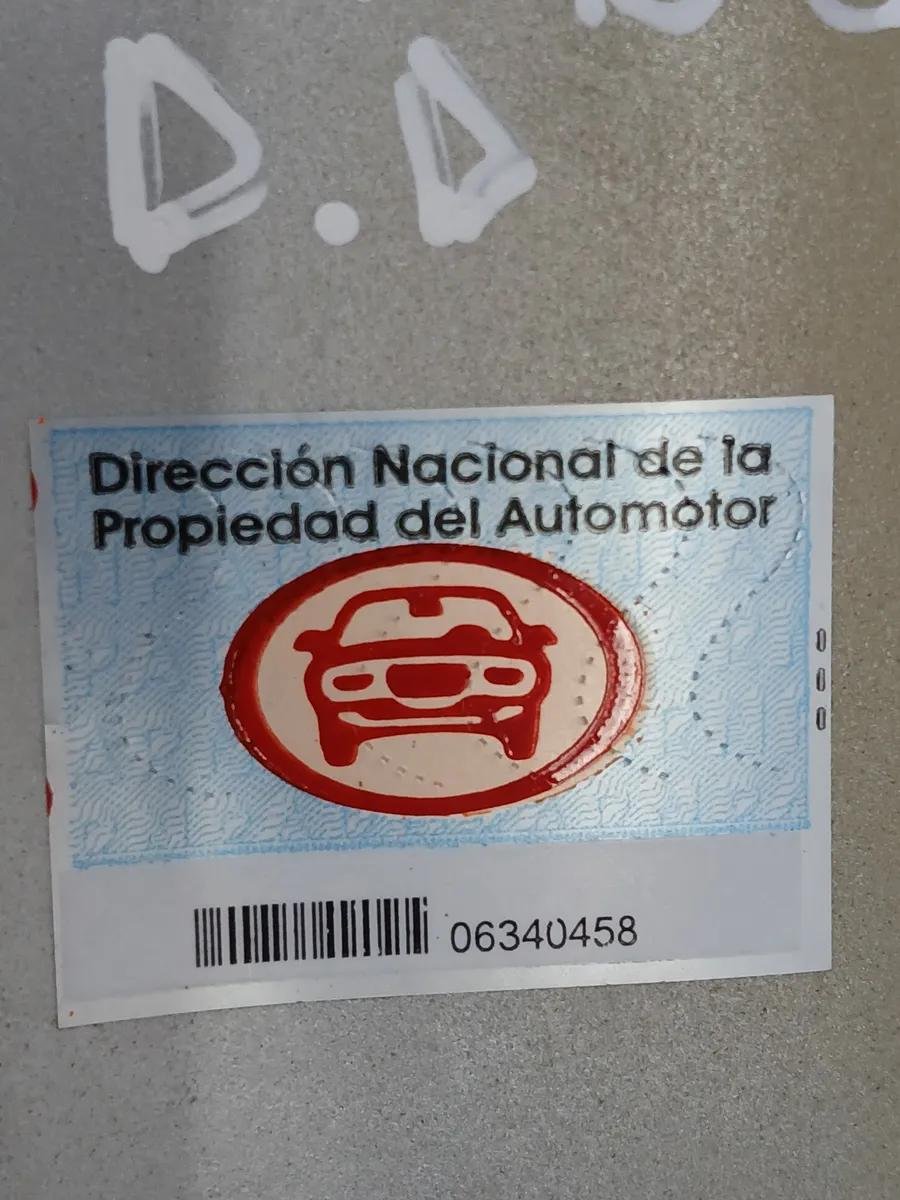 D.D
Dirección Nacional de la
Propiedad del Automotor
06340458